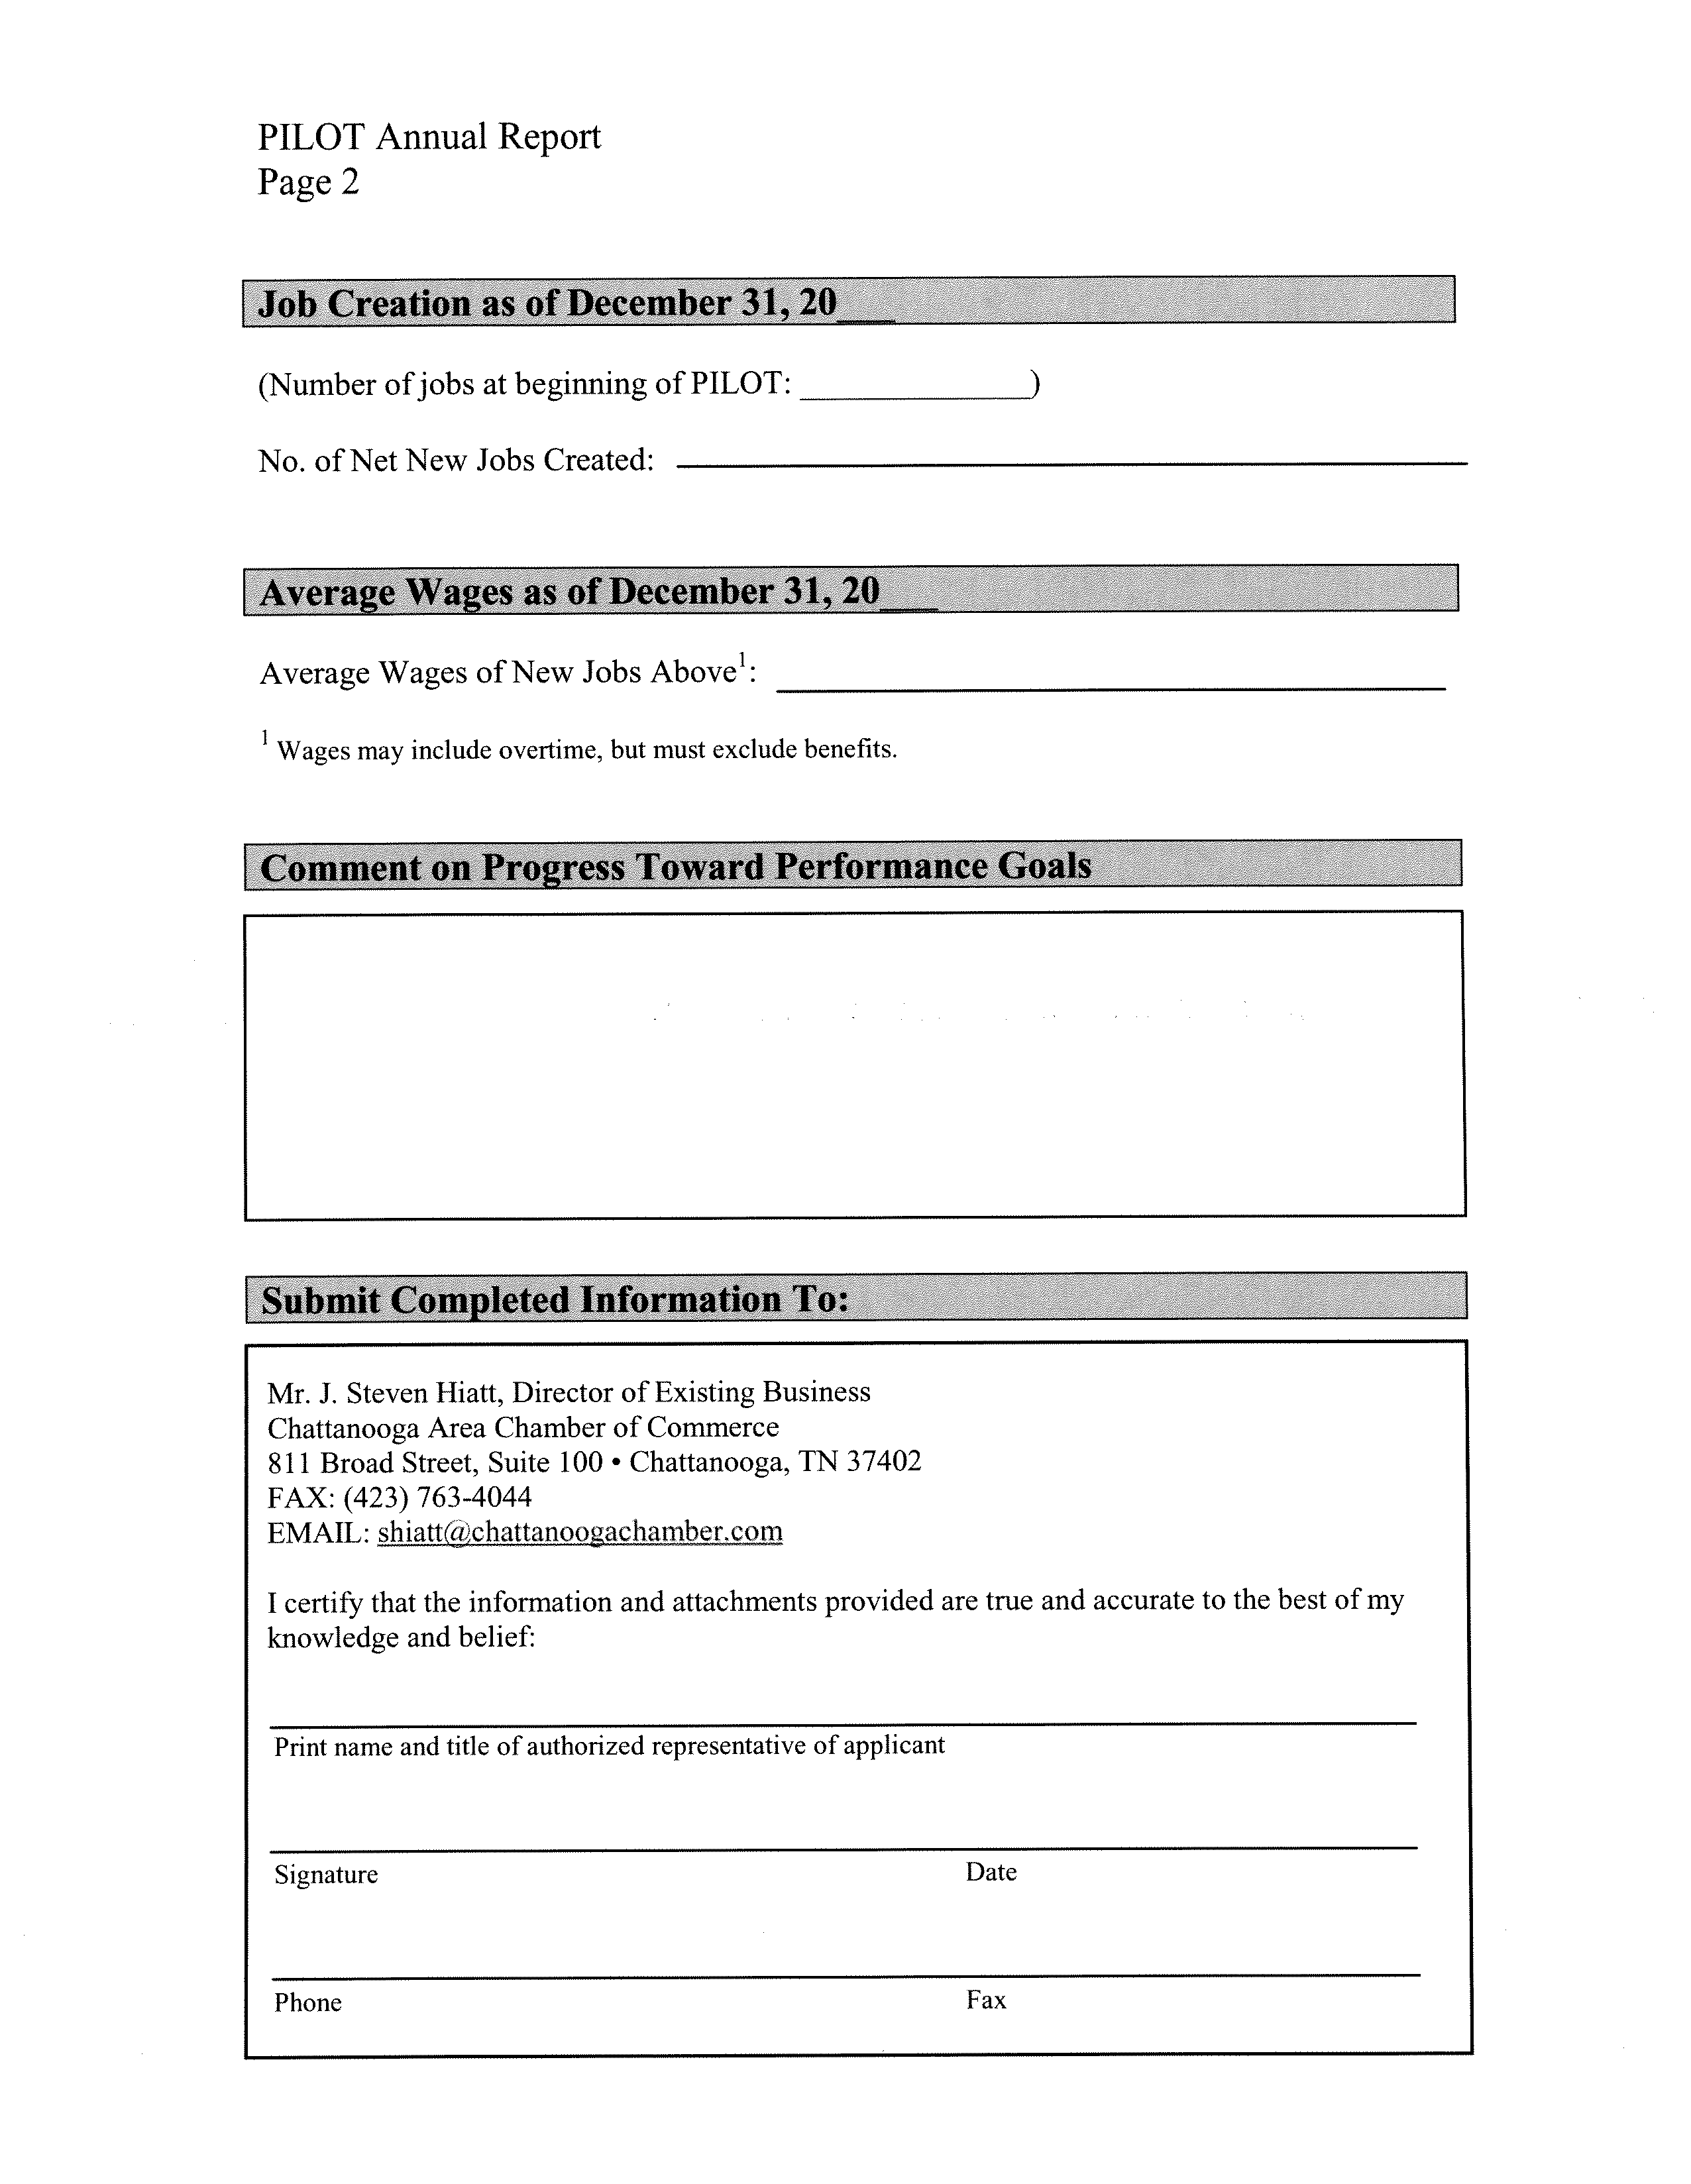 PILOT Annual Report
Page 2
Job Creation as of December 31, 20___
(Number of jobs at beginning of PILOT: ______________)
No. of Net New Jobs Created: ______________
Average Wages as of December 31, 20___
Average Wages of New Jobs Above¹: ______________
¹ Wages may include overtime, but must exclude benefits.
Comment on Progress Toward Performance Goals
Submit Completed Information To:
Mr. J. Steven Hiatt, Director of Existing Business
Chattanooga Area Chamber of Commerce
811 Broad Street, Suite 100 • Chattanooga, TN 37402
FAX: (423) 763-4044
EMAIL: shiatt@chattanoogachamber.com
I certify that the information and attachments provided are true and accurate to the best of my
knowledge and belief:
Print name and title of authorized representative of applicant
Signature Date
Phone Fax